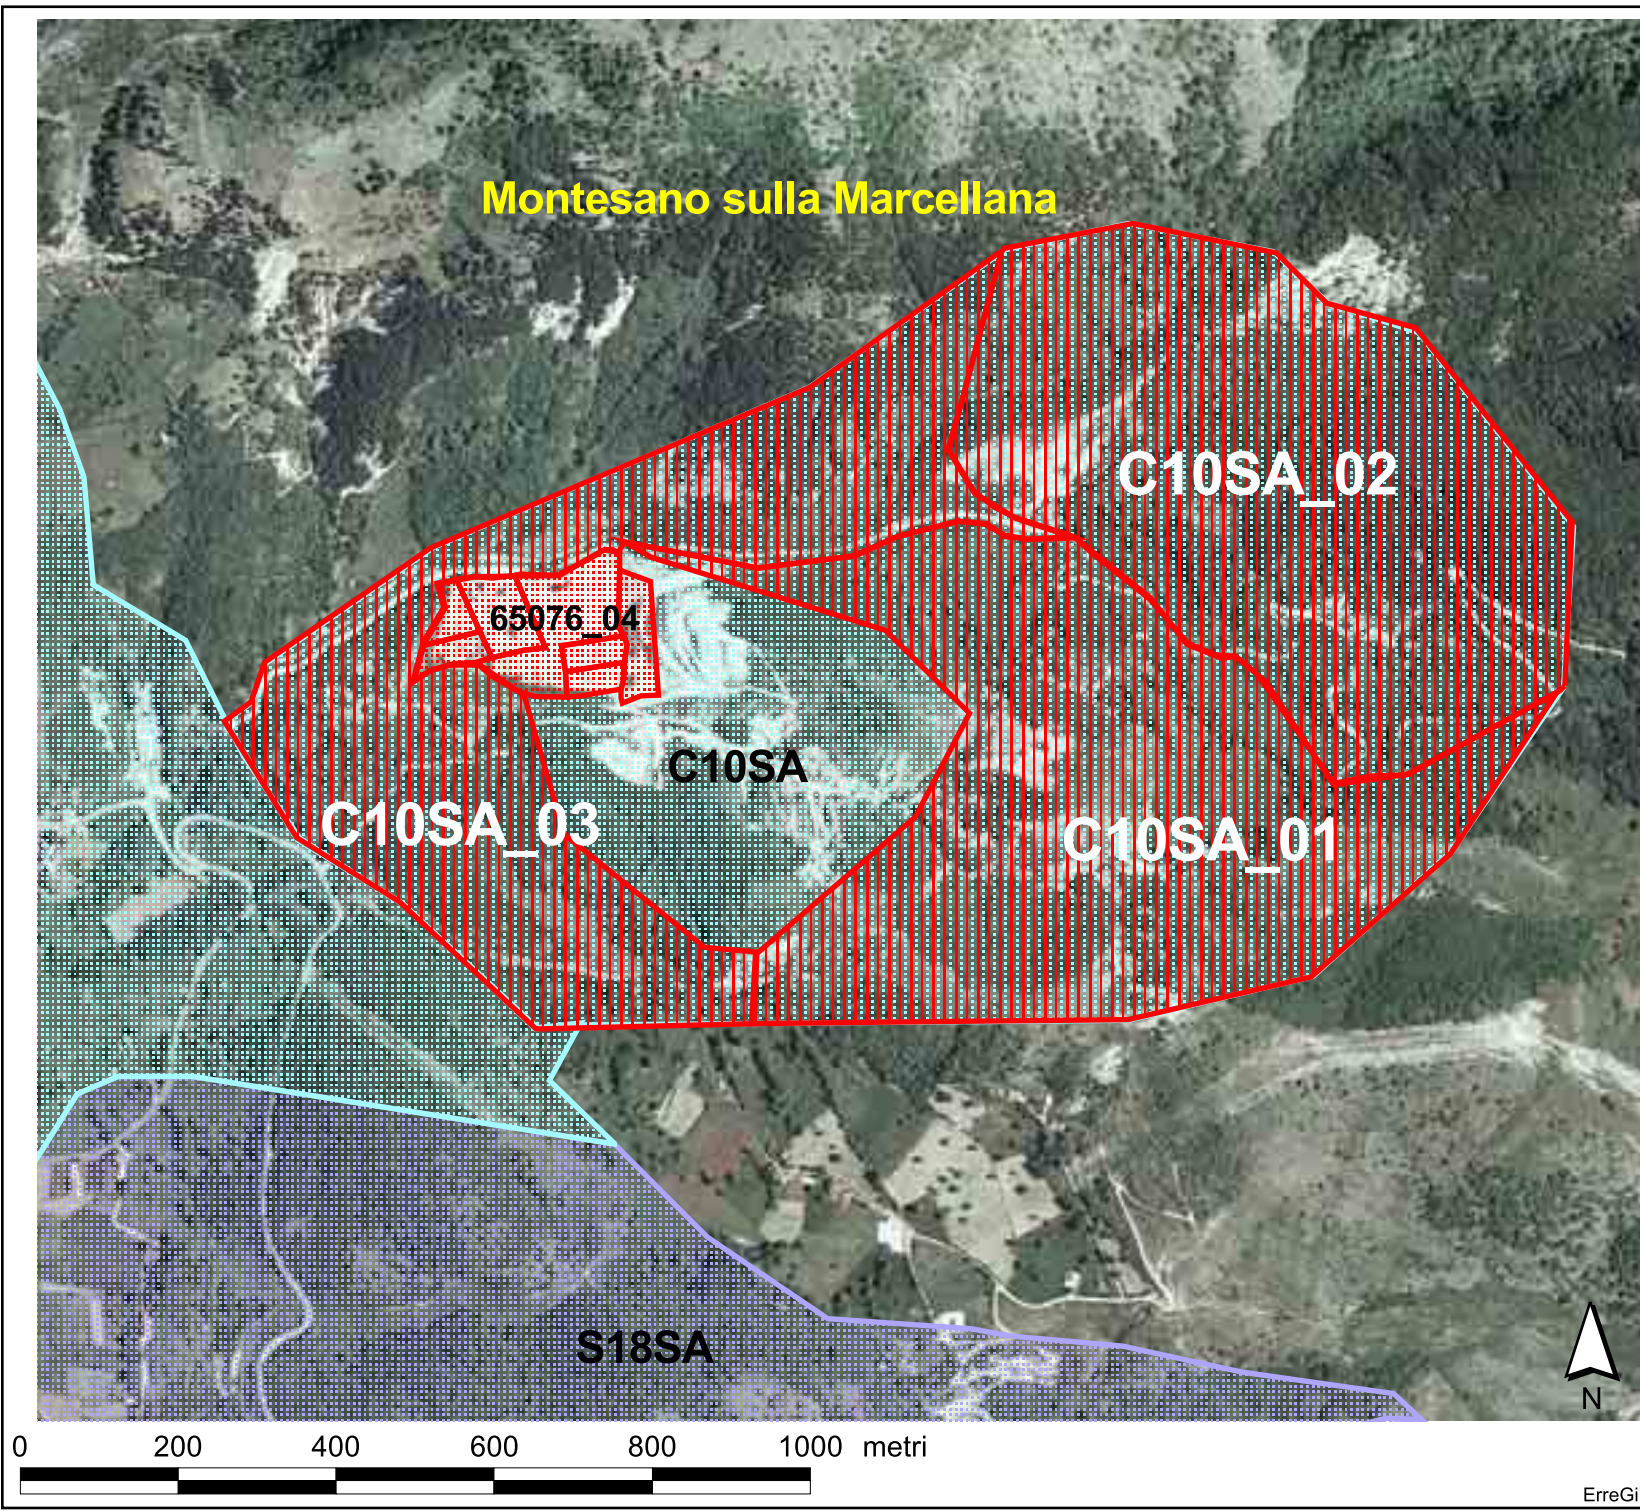 Montesano sulla Marcellana
C10SA_02
65076_04
C10SA
C10SA_03
C10SA_01
S18SA
N
0 200 400 600 800 1000 metri
ErreGi